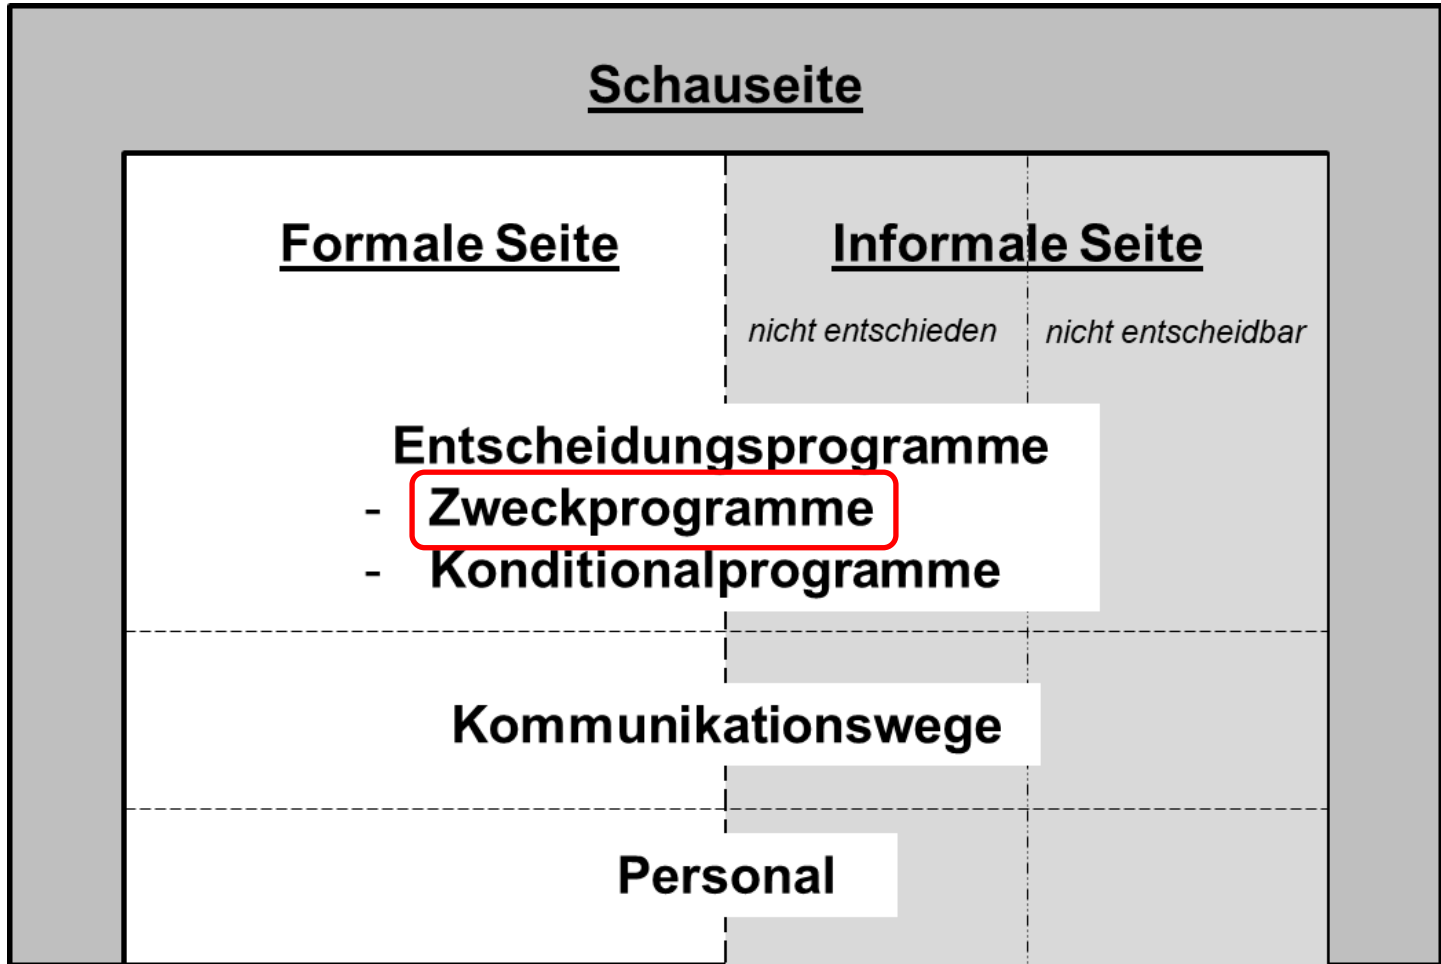 Schauseite
Formale Seite
Informale Seite
nicht entschieden
nicht entscheidbar
Entscheidungsprogramme
- Zweckprogramme
- Konditionalprogramme
Kommunikationswege
Personal